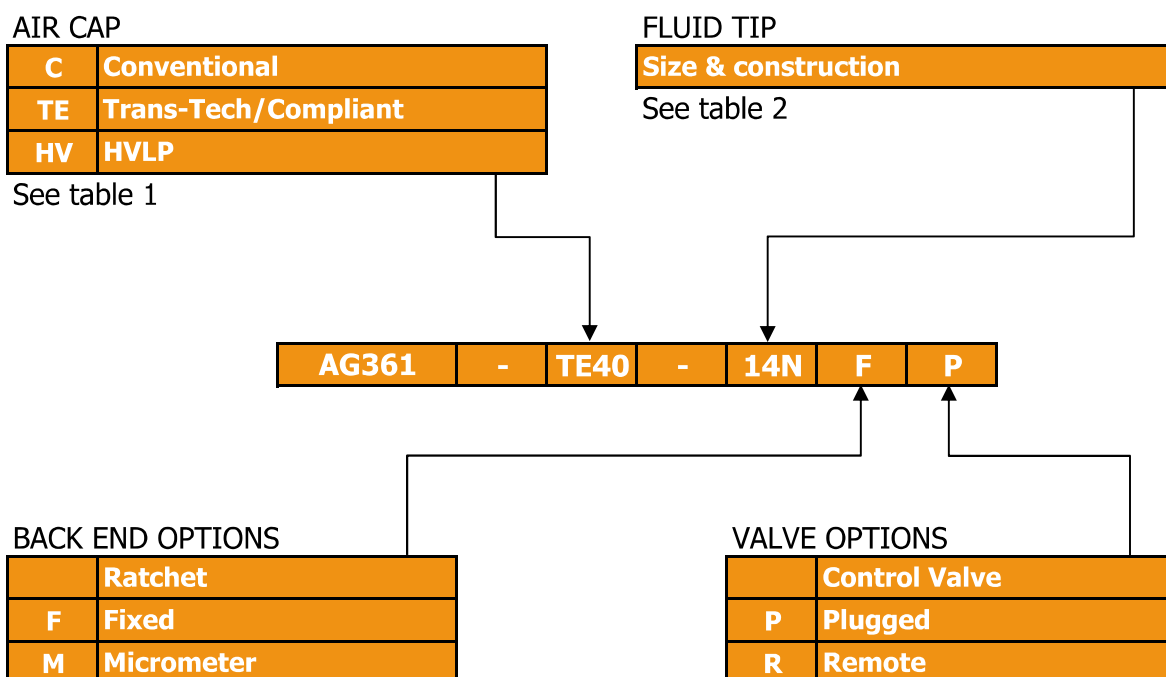 AIR CAP
C Conventional
TE Trans-Tech/Compliant
HV HVLP
See table 1
FLUID TIP
Size & construction
See table 2
AG361 - TE40 - 14N F P
BACK END OPTIONS
Ratchet
F Fixed
M Micrometer
VALVE OPTIONS
Control Valve
P Plugged
R Remote